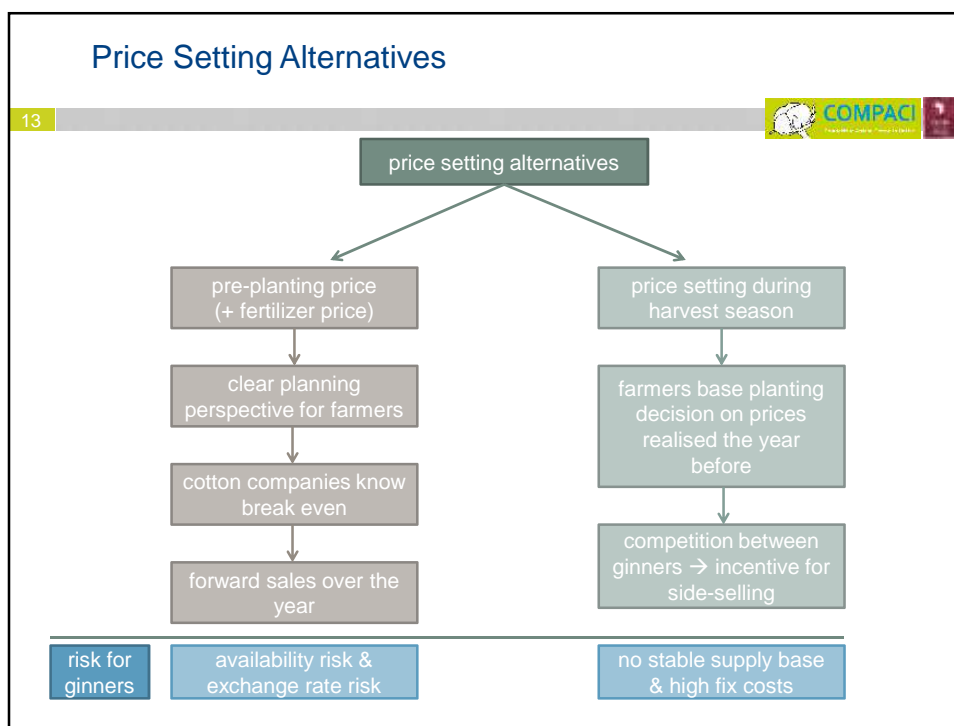 Price Setting Alternatives
13
COMPACI
price setting alternatives
pre-planting price
(+ fertilizer price)
clear planning
perspective for farmers
cotton companies know
break even
forward sales over the
year
price setting during
harvest season
farmers base planting
decision on prices
realised the year
before
competition between
ginners → incentive for
side-selling
risk for
ginners
availability risk &
exchange rate risk
no stable supply base
& high fix costs